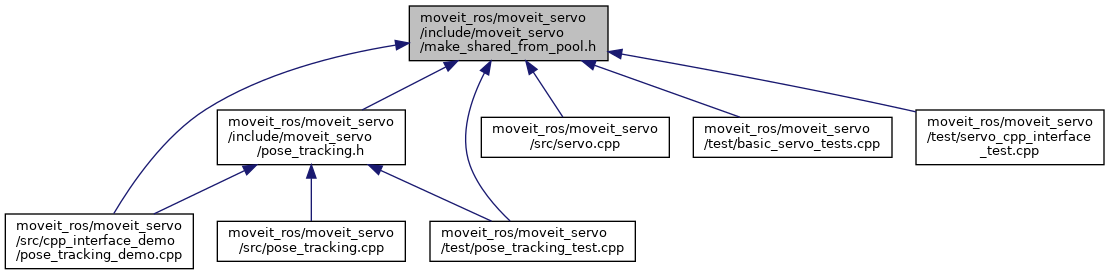 moveit_ros/moveit_servo
/include/moveit_servo
/make_shared_from_pool.h
moveit_ros/moveit_servo
/include/moveit_servo
/pose_tracking.h
moveit_ros/moveit_servo
/src/servo.cpp
moveit_ros/moveit_servo
/test/basic_servo_tests.cpp
moveit_ros/moveit_servo
/test/servo_cpp_interface
_test.cpp
moveit_ros/moveit_servo
/src/cpp_interface_demo
/pose_tracking_demo.cpp
moveit_ros/moveit_servo
/src/pose_tracking.cpp
moveit_ros/moveit_servo
/test/pose_tracking_test.cpp